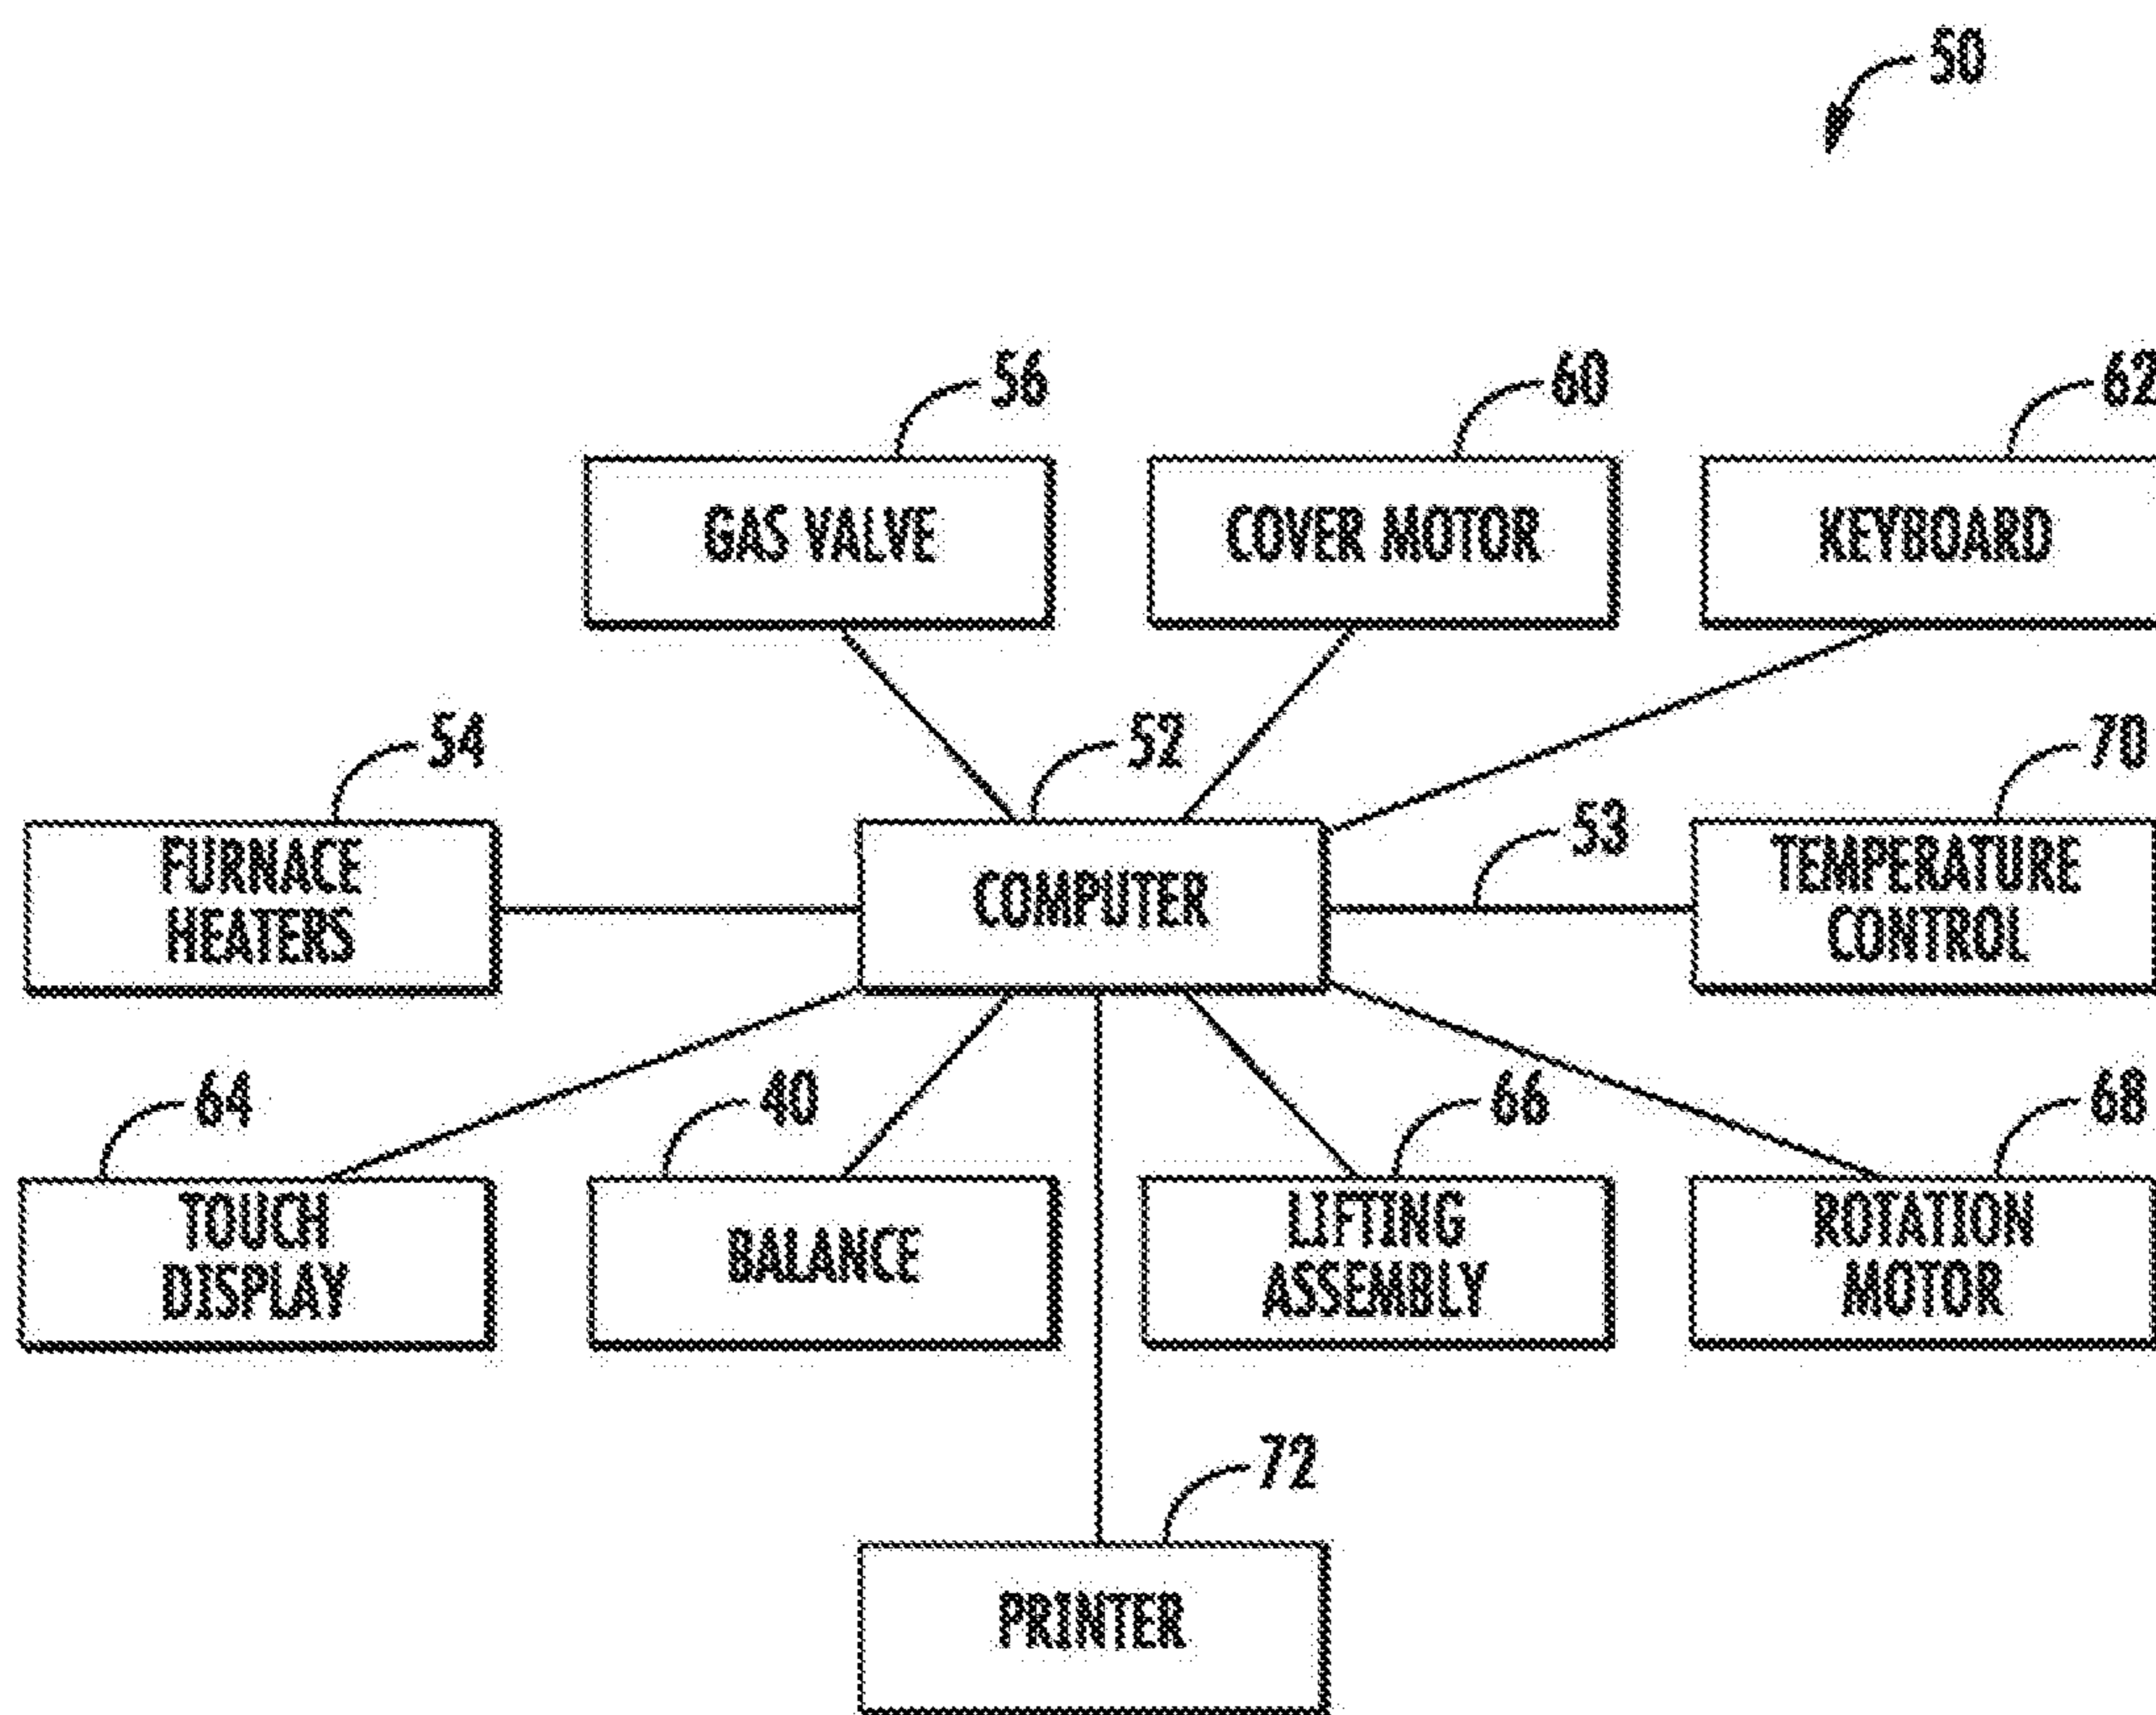 50
56
60
62
GAS VALVE
COVER MOTOR
KEYBOARD
54
52
53
70
FURNACE
HEATERS
COMPUTER
TEMPERATURE
CONTROL
64
40
66
68
TOUCH
DISPLAY
BALANCE
LIFTING
ASSEMBLY
ROTATION
MOTOR
72
PRINTER